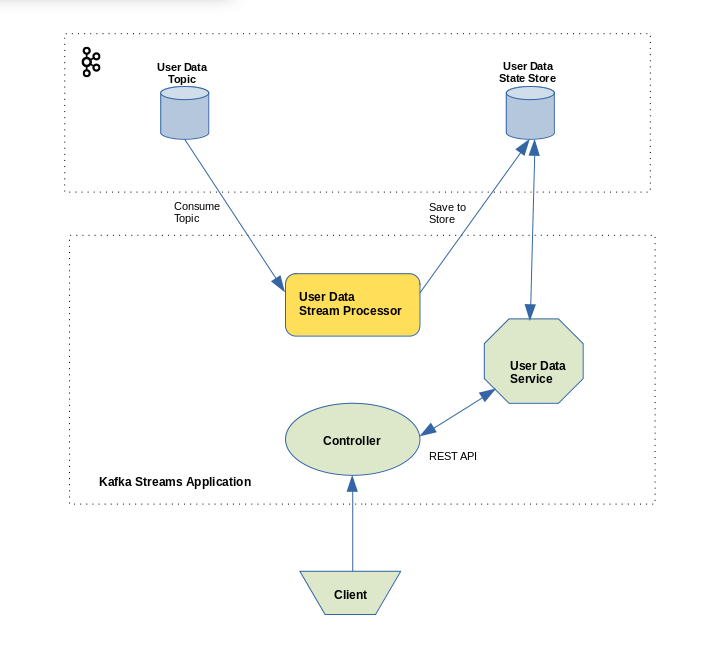 User Data
Topic
User Data
State Store
Consume
Topic
Save to
Store
User Data
Stream Processor
User Data
Service
Controller
REST API
Kafka Streams Application
Client